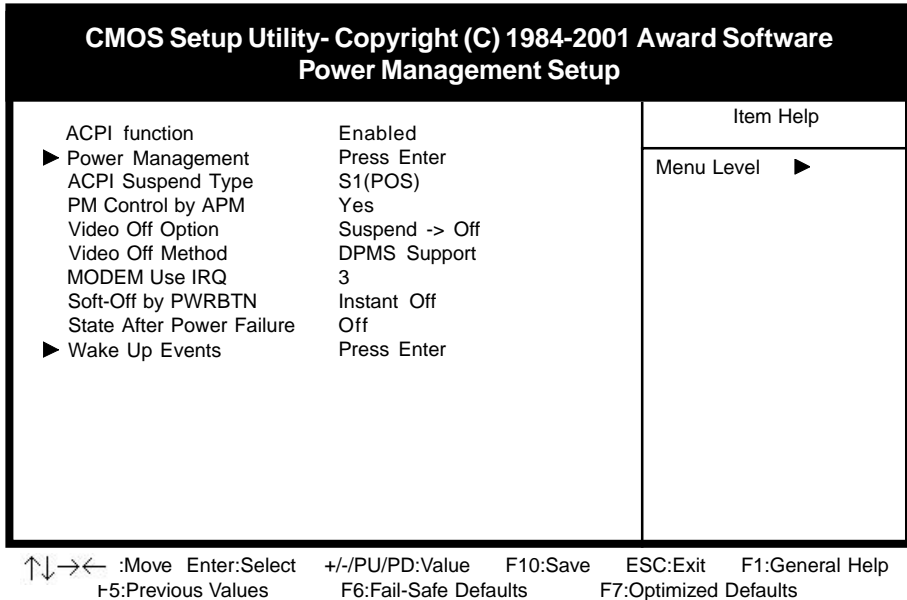 CMOS Setup Utility- Copyright (C) 1984-2001 Award Software
Power Management Setup
ACPI function Enabled
▶ Power Management Press Enter
ACPI Suspend Type S1(POS)
PM Control by APM Yes
Video Off Option Suspend -> Off
Video Off Method DPMS Support
MODEM Use IRQ 3
Soft-Off by PWRBTN Instant Off
State After Power Failure Off
▶ Wake Up Events Press Enter
Item Help
Menu Level ▶
↑↓→← :Move Enter:Select +/-/PU/PD:Value F10:Save ESC:Exit F1:General Help
F5:Previous Values F6:Fail-Safe Defaults F7:Optimized Defaults